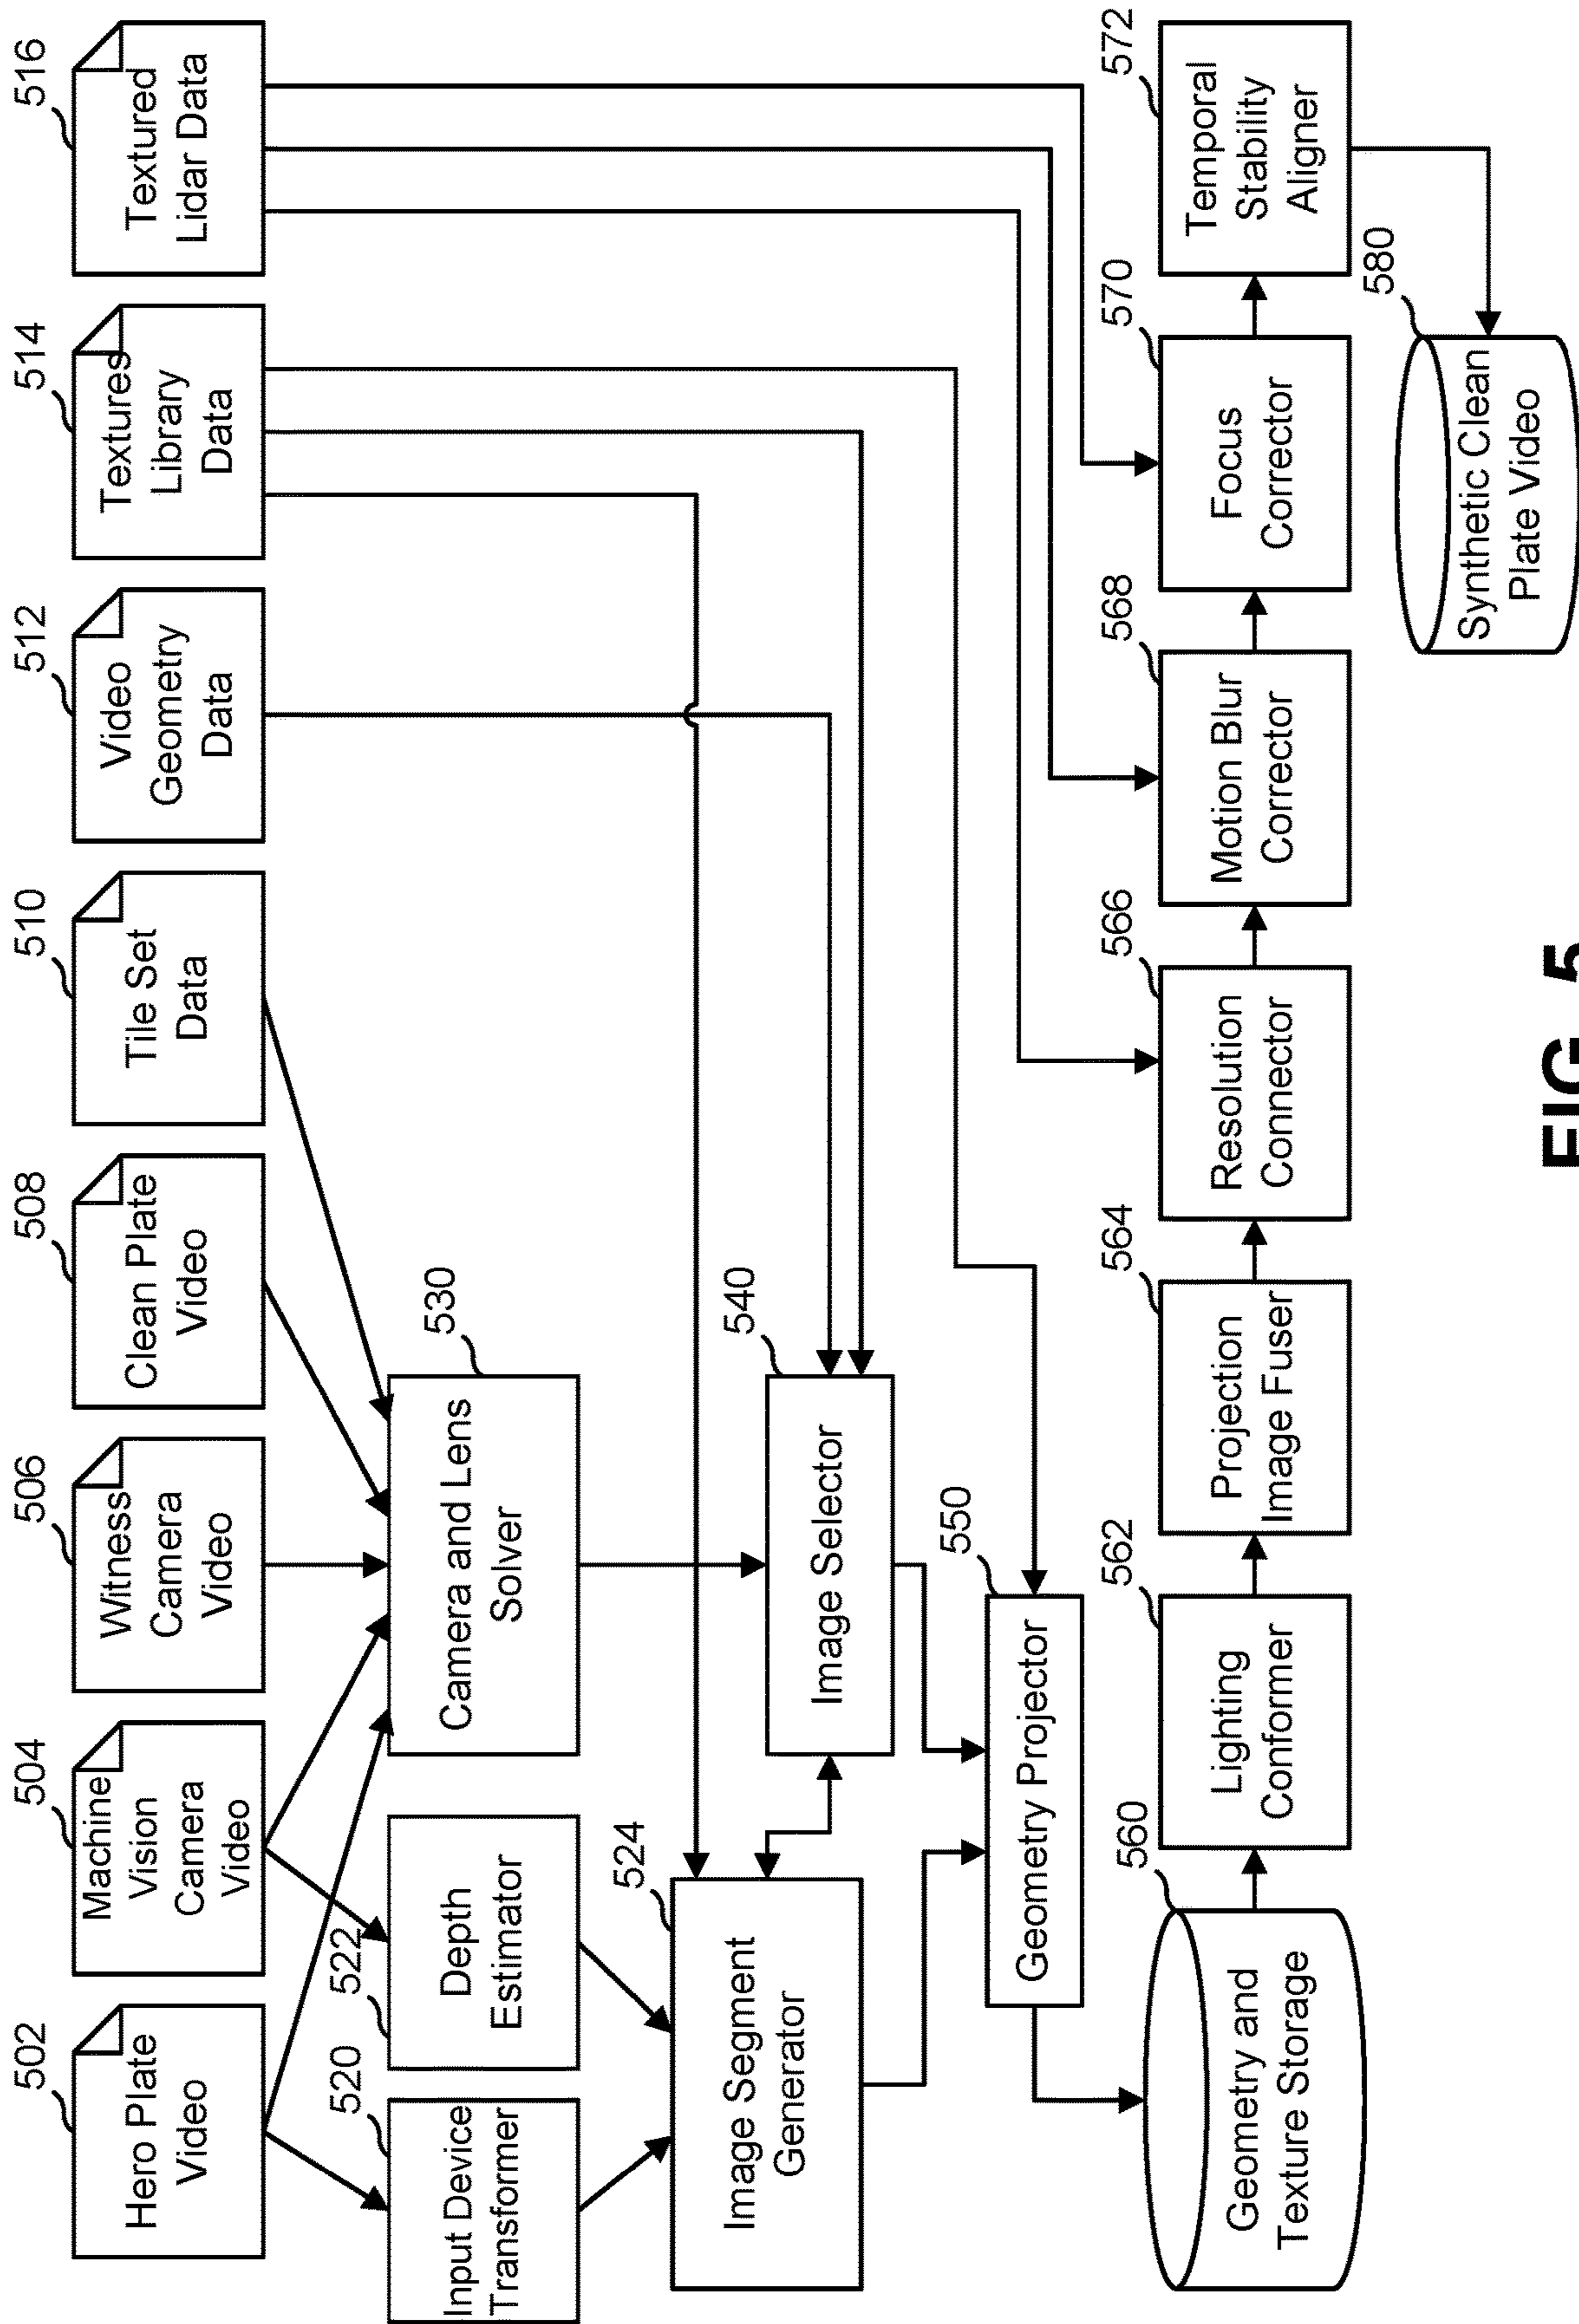 502
Hero Plate
Video
504
Machine
Vision
Camera
Video
506
Witness
Camera
Video
508
Clean Plate
Video
510
Tile Set
Data
512
Video
Geometry
Data
514
Textures
Library
Data
516
Textured
Lidar Data
520
Input Device
Transformer
522
Depth
Estimator
530
Camera and Lens
Solver
524
Image Segment
Generator
540
Image Selector
550
Geometry Projector
560
Geometry and
Texture Storage
562
Lighting
Conformer
564
Projection
Image Fuser
566
Resolution
Connector
568
Motion Blur
Corrector
570
Focus
Corrector
572
Temporal
Stability
Aligner
580
Synthetic Clean
Plate Video
FIG. 5